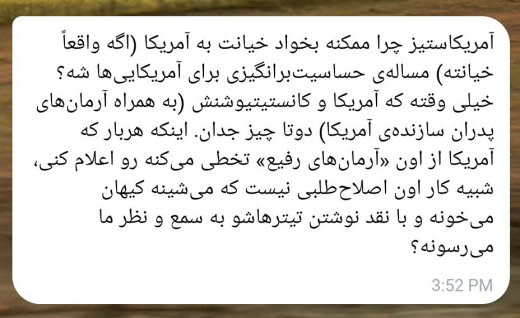 آمریکاستیز چرا ممکنه بخواد خیانت به آمریکا (اگه واقعاً
خیانته) مساله‌ی حساسیت‌برانگیزی برای آمریکایی‌ها شه؟
خیلی وقته که آمریکا و کانستیتیوشنش (به همراه آرمان‌های
پدران سازنده‌ی آمریکا) دوتا چیز جدان. اینکه هربار که
آمریکا از اون «آرمان‌های رفیع» تخطی می‌کنه رو اعلام کنی،
شبیه کار اون اصلاح‌طلبی نیست که می‌شینه کیهان
می‌خونه و با نقد نوشتن تیترهاشو به سمع و نظر ما
می‌رسونه؟
3:52 PM